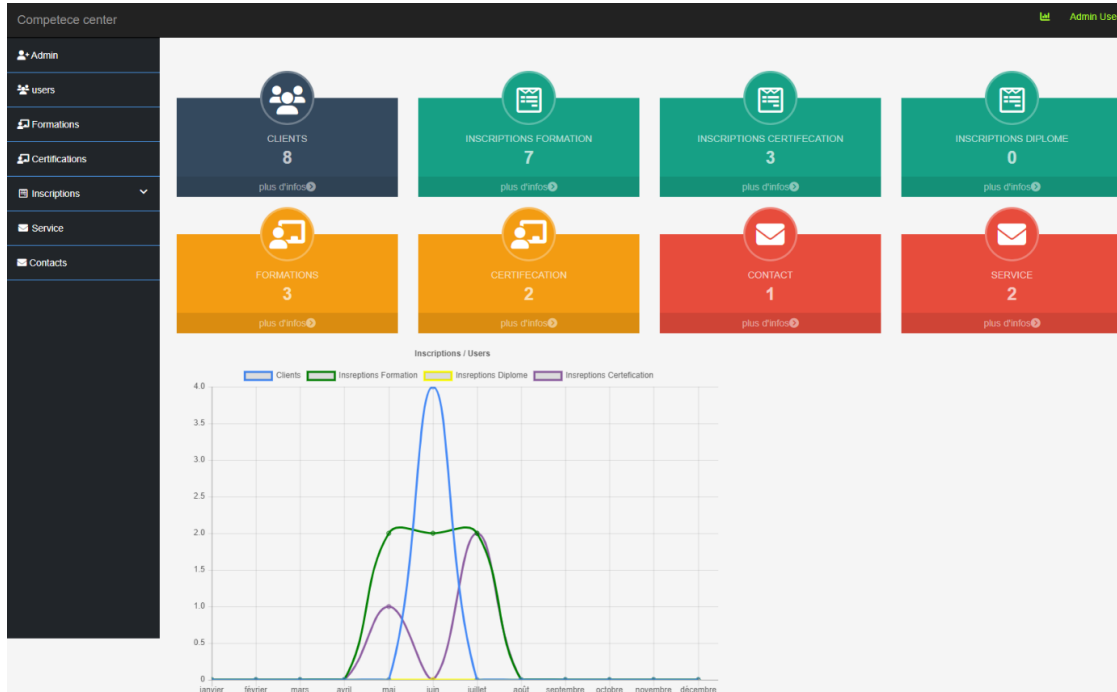 Competece center
Admin Use
Admin
users
Formations
Certifications
Inscriptions
Service
Contacts
CLIENTS
8
plus d'infos
INSCRIPTIONS FORMATION
7
plus d'infos
INSCRIPTIONS CERTIFECATION
3
plus d'infos
INSCRIPTIONS DIPLOME
0
plus d'infos
FORMATIONS
3
plus d'infos
CERTIFECATION
2
plus d'infos
CONTACT
1
plus d'infos
SERVICE
2
plus d'infos
Inscriptions / Users
Clients Insreptions Formation Insreptions Diplome Insreptions Certefication
4.0
3.5
3.0
2.5
2.0
1.5
1.0
0.5
0
janvier février mars avril mai juin juillet août septembre octobre novembre décembre